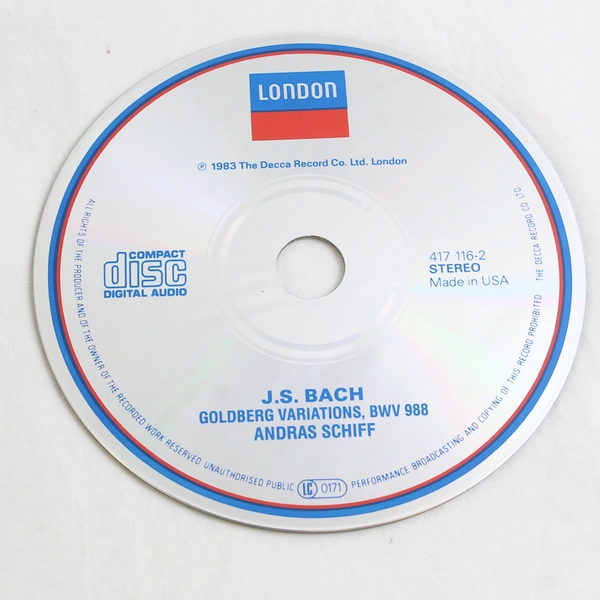 LONDON
℗ 1983 The Decca Record Co. Ltd. London
COMPACT
disc
DIGITAL AUDIO
417 116-2
STEREO
Made in USA
J.S. BACH
GOLDBERG VARIATIONS, BWV 988
ANDRAS SCHIFF
ALL RIGHTS OF THE PRODUCER AND OF THE OWNER OF THE RECORDED WORK RESERVED UNAUTHORISED PUBLIC LC 0171 PERFORMANCE BROADCASTING AND COPYING OF THIS RECORD PROHIBITED THE DECCA RECORD CO. LTD.